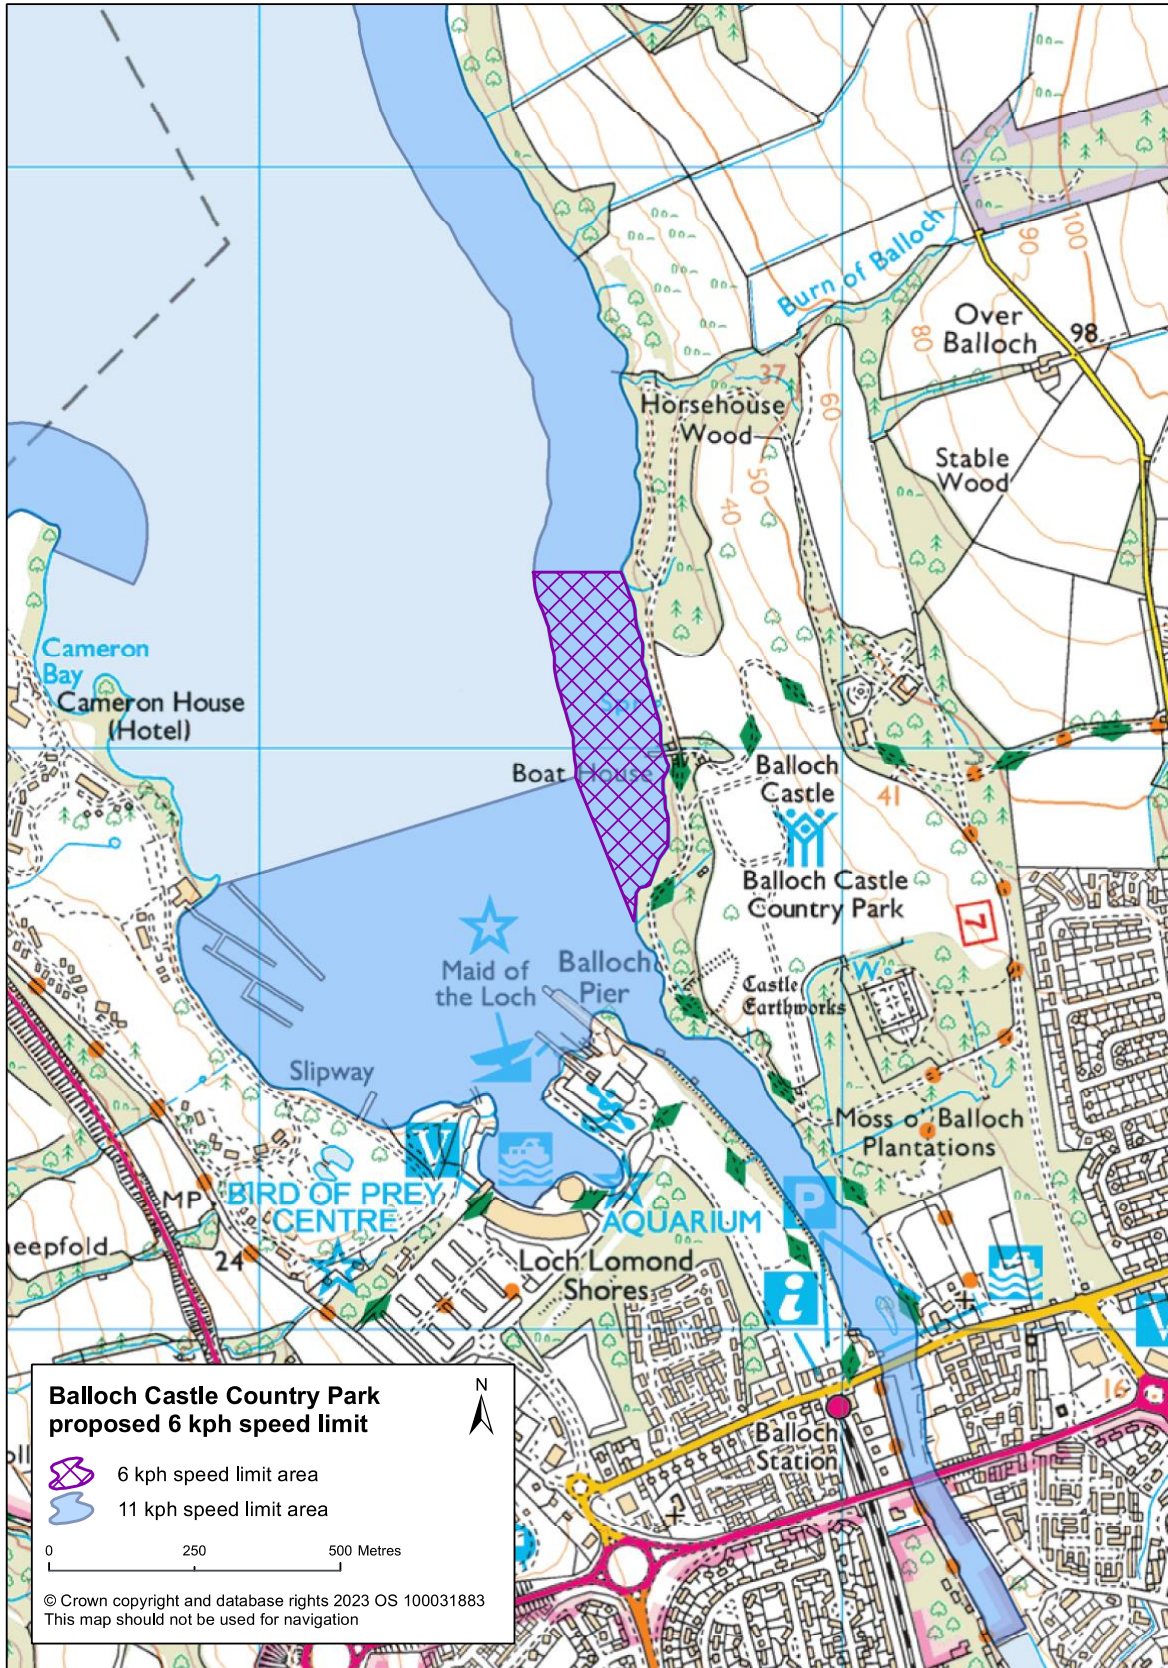 Burn of Balloch
100
90
Over
Balloch
98
80
37
60
Horsehouse
Wood
Stable
Wood
50
40
Cameron
Bay
Cameron House
(Hotel)
Boat House
Balloch
Castle
41
Balloch Castle
Country Park
7
Maid of
the Loch
Balloch
Pier
W
Castle
Earthworks
Slipway
Moss o' Balloch
Plantations
V
MP
BIRD OF PREY
CENTRE
P
AQUARIUM
eepfold
24
Loch Lomond
Shores
i
16
Balloch
Station
Balloch Castle Country Park
proposed 6 kph speed limit
N
6 kph speed limit area
11 kph speed limit area
0 250 500 Metres
© Crown copyright and database rights 2023 OS 100031883
This map should not be used for navigation